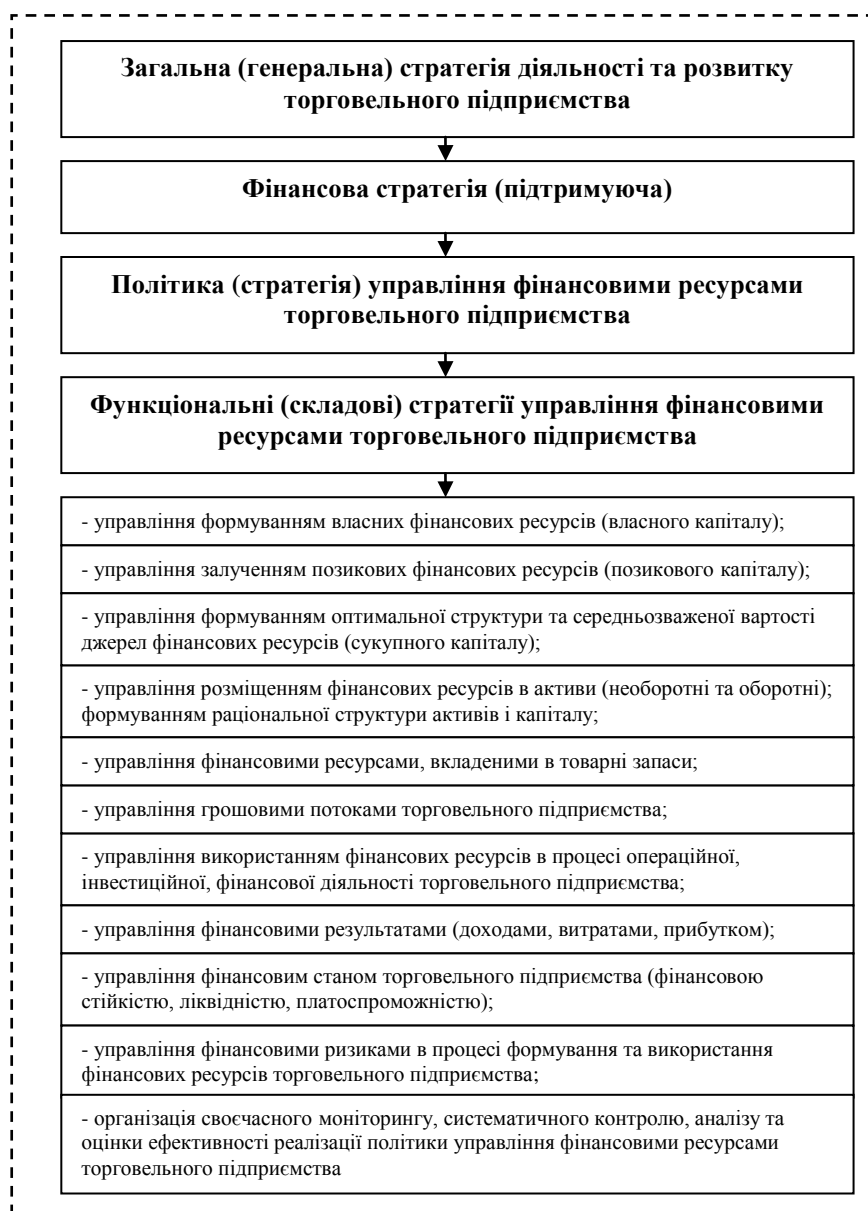 Загальна (генеральна) стратегія діяльності та розвитку
торговельного підприємства
Фінансова стратегія (підтримуюча)
Політика (стратегія) управління фінансовими ресурсами
торговельного підприємства
Функціональні (складові) стратегії управління фінансовими
ресурсами торговельного підприємства
- управління формуванням власних фінансових ресурсів (власного капіталу);
- управління залученням позикових фінансових ресурсів (позикового капіталу);
- управління формуванням оптимальної структури та середньозваженої вартості
джерел фінансових ресурсів (сукупного капіталу);
- управління розміщенням фінансових ресурсів в активи (необоротні та оборотні);
формуванням раціональної структури активів і капіталу;
- управління фінансовими ресурсами, вкладеними в товарні запаси;
- управління грошовими потоками торговельного підприємства;
- управління використанням фінансових ресурсів в процесі операційної,
інвестиційної, фінансової діяльності торговельного підприємства;
- управління фінансовими результатами (доходами, витратами, прибутком);
- управління фінансовим станом торговельного підприємства (фінансовою
стійкістю, ліквідністю, платоспроможністю);
- управління фінансовими ризиками в процесі формування та використання
фінансових ресурсів торговельного підприємства;
- організація своєчасного моніторингу, систематичного контролю, аналізу та
оцінки ефективності реалізації політики управління фінансовими ресурсами
торговельного підприємства